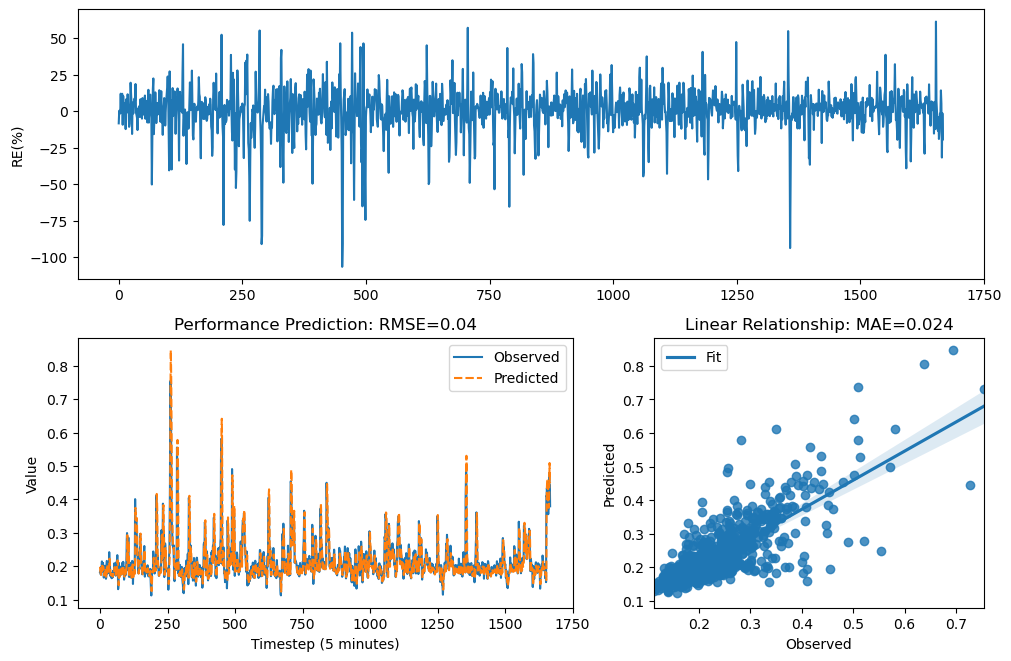 RE(%)
50
25
0
−25
−50
−75
−100
0 250 500 750 1000 1250 1500 1750
Performance Prediction: RMSE=0.04
Value
0.8
0.7
0.6
0.5
0.4
0.3
0.2
0.1
Observed
Predicted
0 250 500 750 1000 1250 1500 1750
Timestep (5 minutes)
Linear Relationship: MAE=0.024
Predicted
0.8
0.7
0.6
0.5
0.4
0.3
0.2
0.1
Fit
0.2 0.3 0.4 0.5 0.6 0.7
Observed